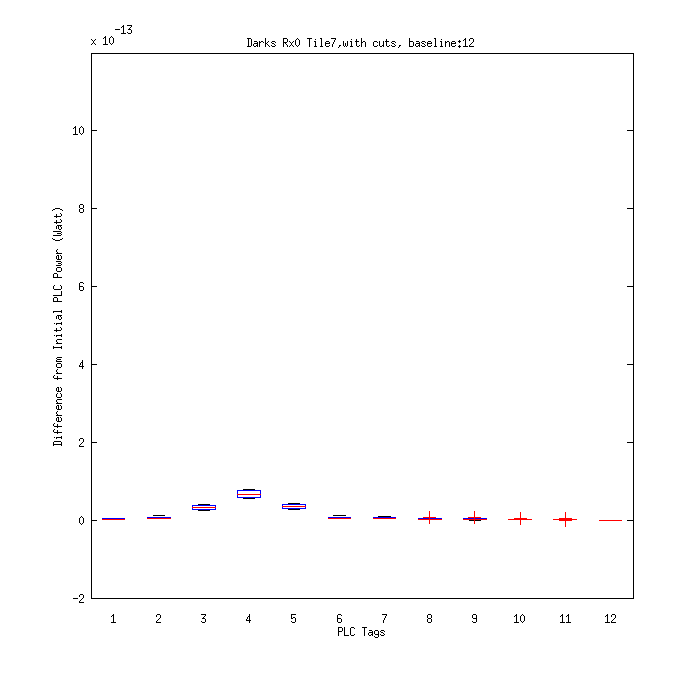 x 10^-13
Darks Rx0 Tile7,with cuts, baseline:12
Difference from Initial PLC Power (Watt)
10
8
6
4
2
0
-2
1 2 3 4 5 6 7 8 9 10 11 12
PLC Tags